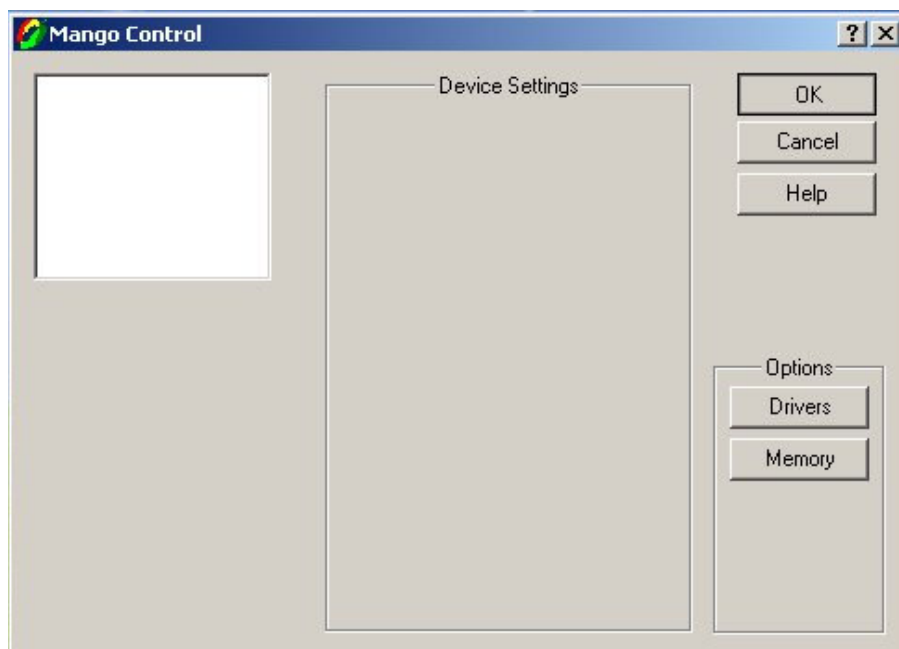 Mango Control
?
Device Settings
OK
Cancel
Help
Options
Drivers
Memory